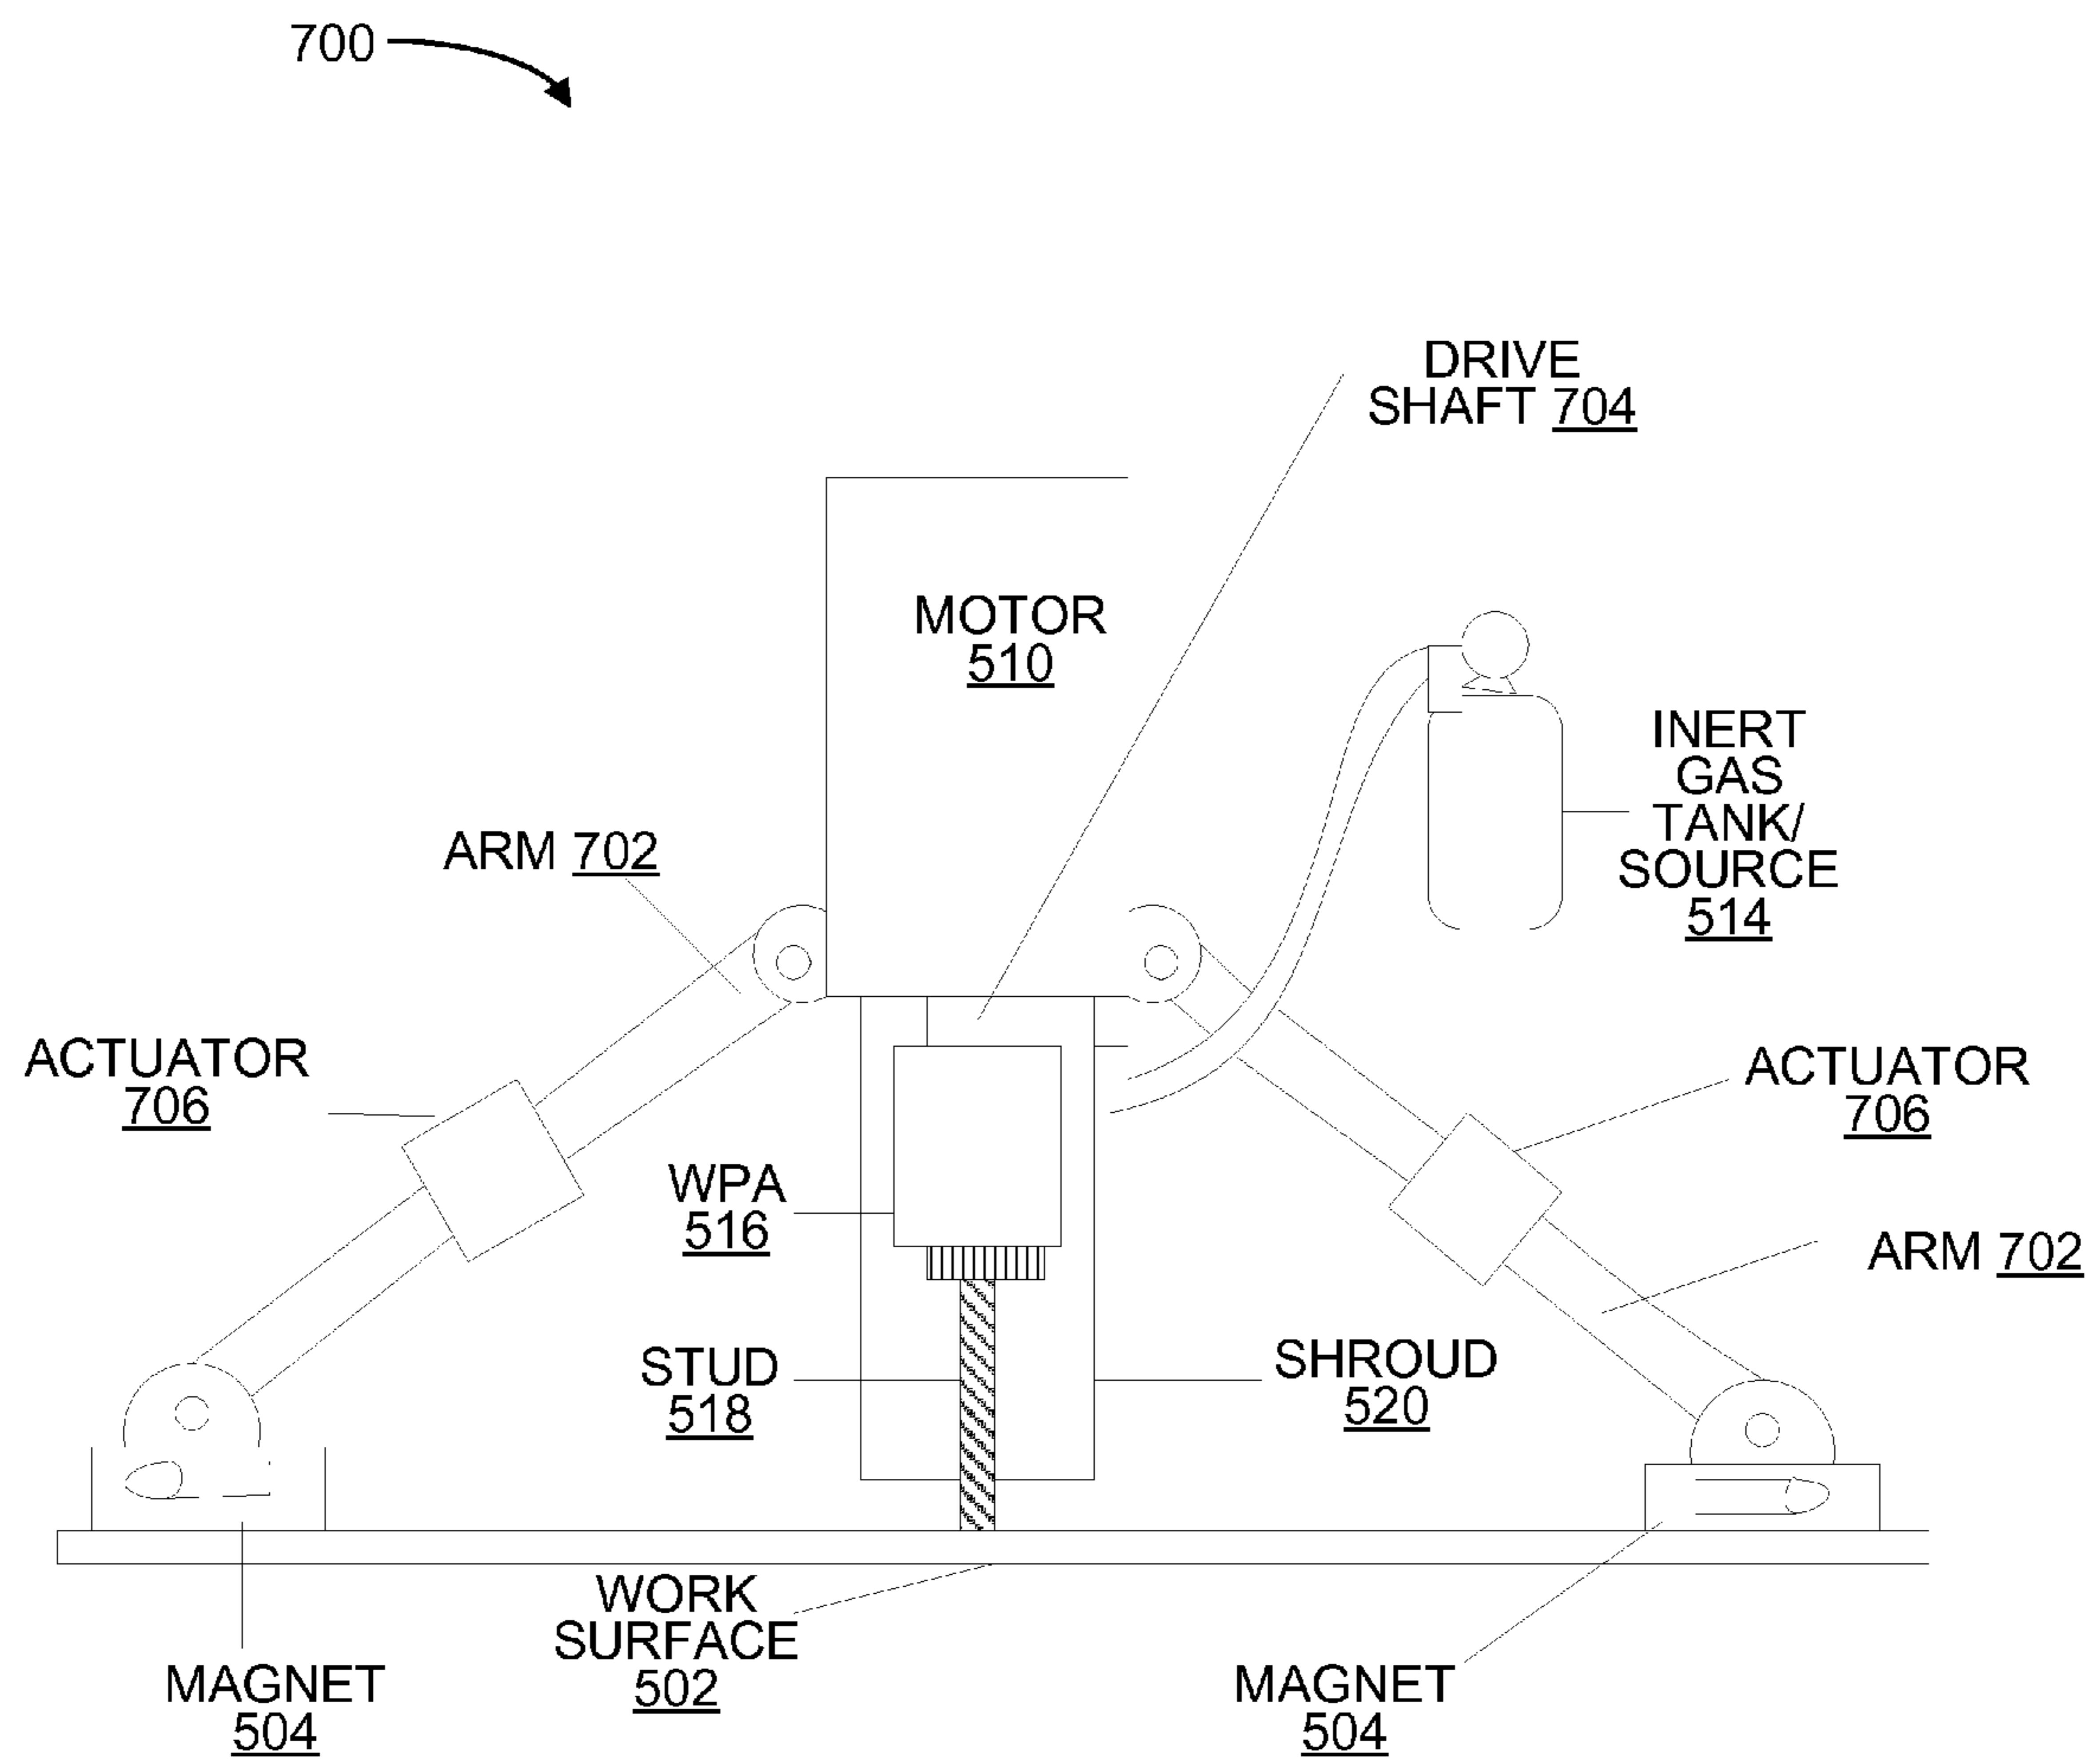 700
DRIVE
SHAFT 704
MOTOR
510
INERT
GAS
TANK/
SOURCE
514
ARM 702
ACTUATOR
706
ACTUATOR
706
WPA
516
ARM 702
STUD
518
SHROUD
520
WORK
SURFACE
502
MAGNET
504
MAGNET
504